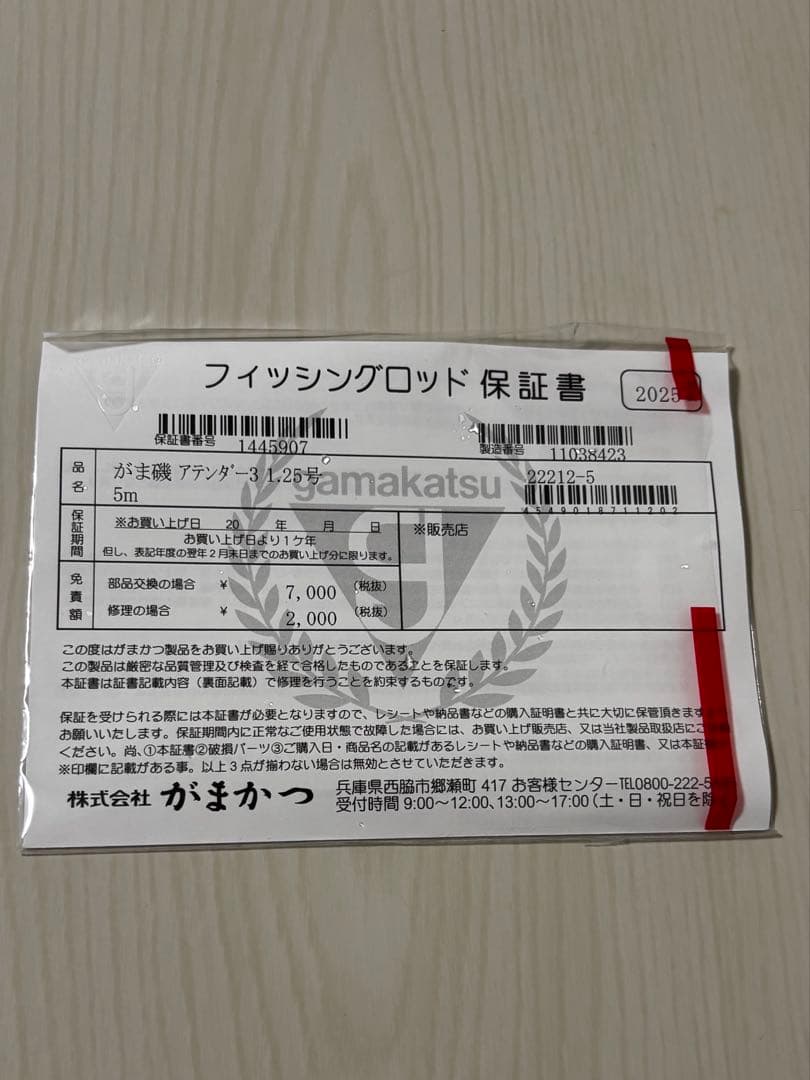 フィッシングロッド保証書
2025
保証書番号 1445907
製造番号 11038423
品名
がま磯 アテンダｰ3 1.25号
5m
gamakatsu
22212-5
4549018711202
保証期間
※お買い上げ日 20 年 月 日
お買い上げ日より1ケ年
但し、表記年度の翌年2月末日までのお買い上げ分に限ります。
※販売店
免責額
部品交換の場合 ¥ 7,000 (税抜)
修理の場合 ¥ 2,000 (税抜)
この度はがまかつ製品をお買い上げ賜りありがとうございます。
この製品は厳密な品質管理及び検査を経て合格したものであることを保証します。
本証書は証書記載内容(裏面記載)で修理を行うことを約束するものです。
保証を受けられる際には本証書が必要となりますので、レシートや納品書などの購入証明書と共に大切に保管頂きます
お願いいたします。保証期間内に正常なご使用状態で故障した場合には、お買い上げ販売店、又は当社製品取扱店にご
ください。尚、①本証書②破損パーツ③ご購入日・商品名の記載があるレシートや納品書などの購入証明書、又は本証
※印欄に記載がある事。以上3点が揃わない場合は無効とさせていただきます。
株式会社 がまかつ
兵庫県西脇市郷瀬町 417 お客様センター TEL0800-222-5
受付時間 9:00〜12:00、13:00〜17:00(土・日・祝日を除